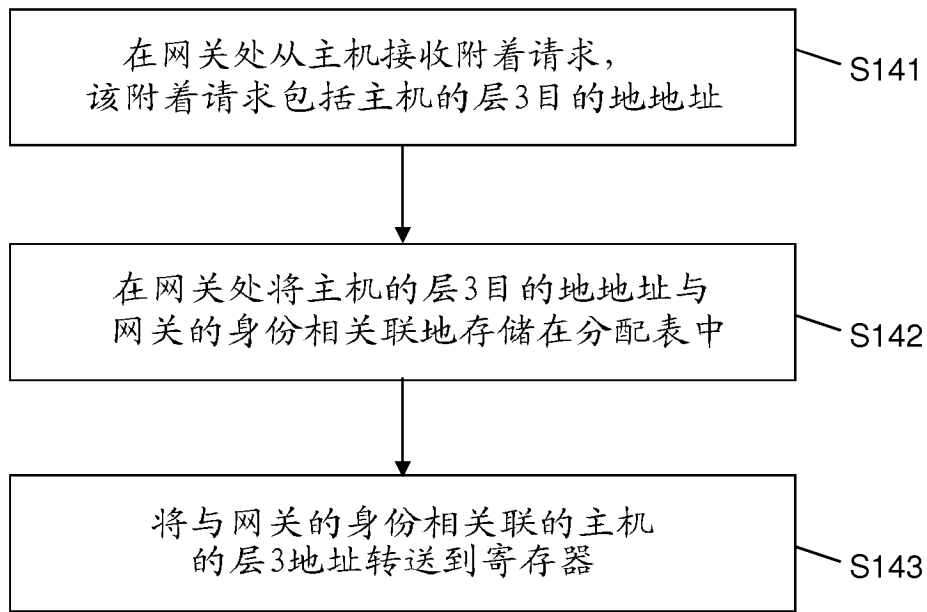 在网关处从主机接收附着请求，
该附着请求包括主机的层3目的地地址
S141
在网关处将主机的层3目的地地址与
网关的身份相关联地存储在分配表中
S142
将与网关的身份相关联的主机
的层3地址转送到寄存器
S143